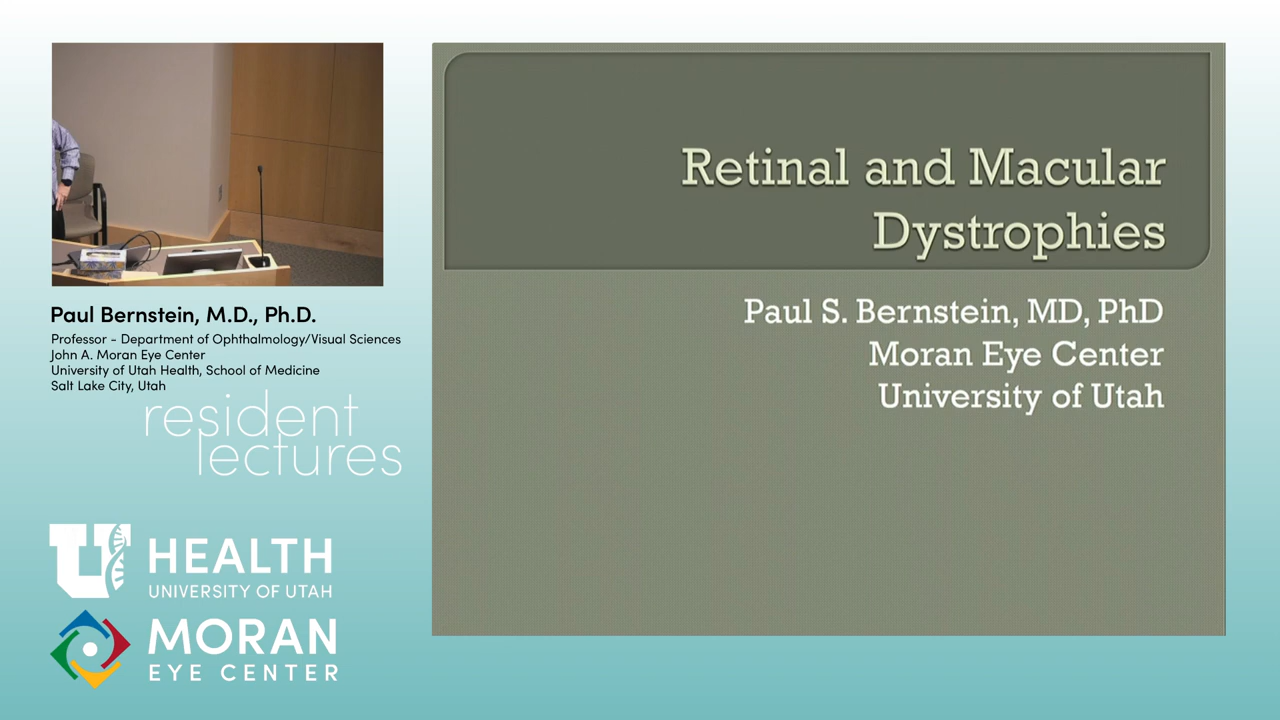 Retinal and Macular
Dystrophies
Paul S. Bernstein, MD, PhD
Moran Eye Center
University of Utah
Paul Bernstein, M.D., Ph.D.
Professor - Department of Ophthalmology/Visual Sciences
John A. Moran Eye Center
University of Utah Health, School of Medicine
Salt Lake City, Utah
resident
lectures
U HEALTH
UNIVERSITY OF UTAH
MORAN
EYE CENTER